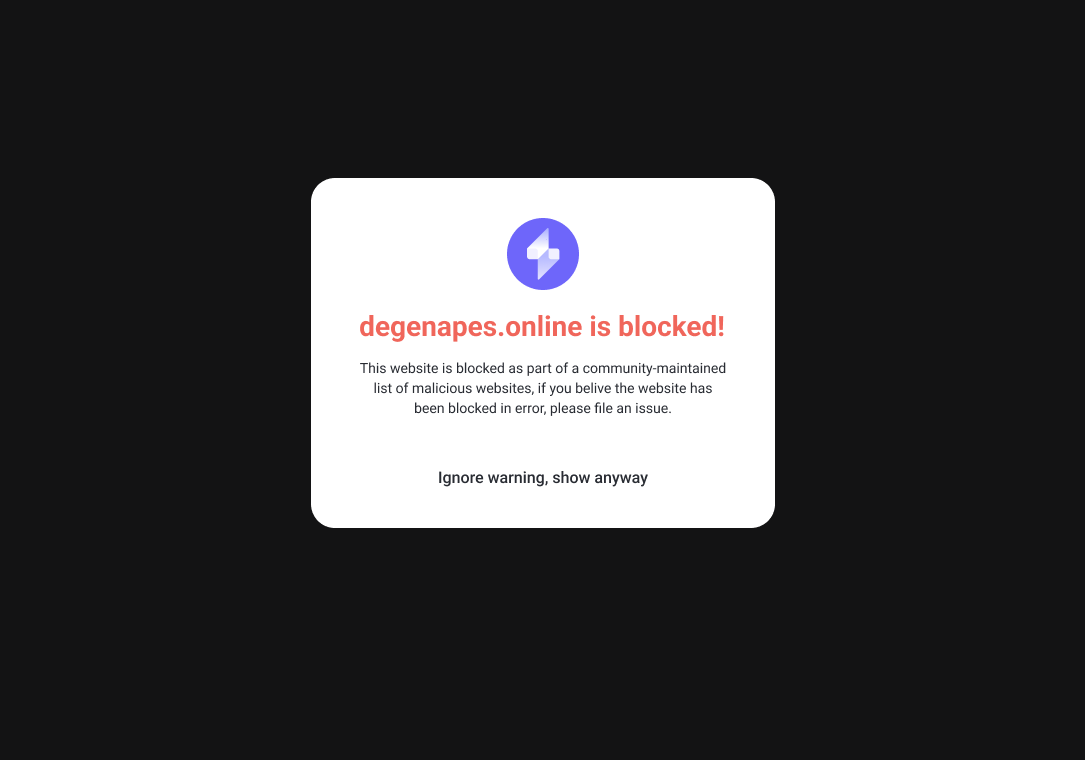 degenapes.online is blocked!
This website is blocked as part of a community-maintained
list of malicious websites, if you belive the website has
been blocked in error, please file an issue.
Ignore warning, show anyway